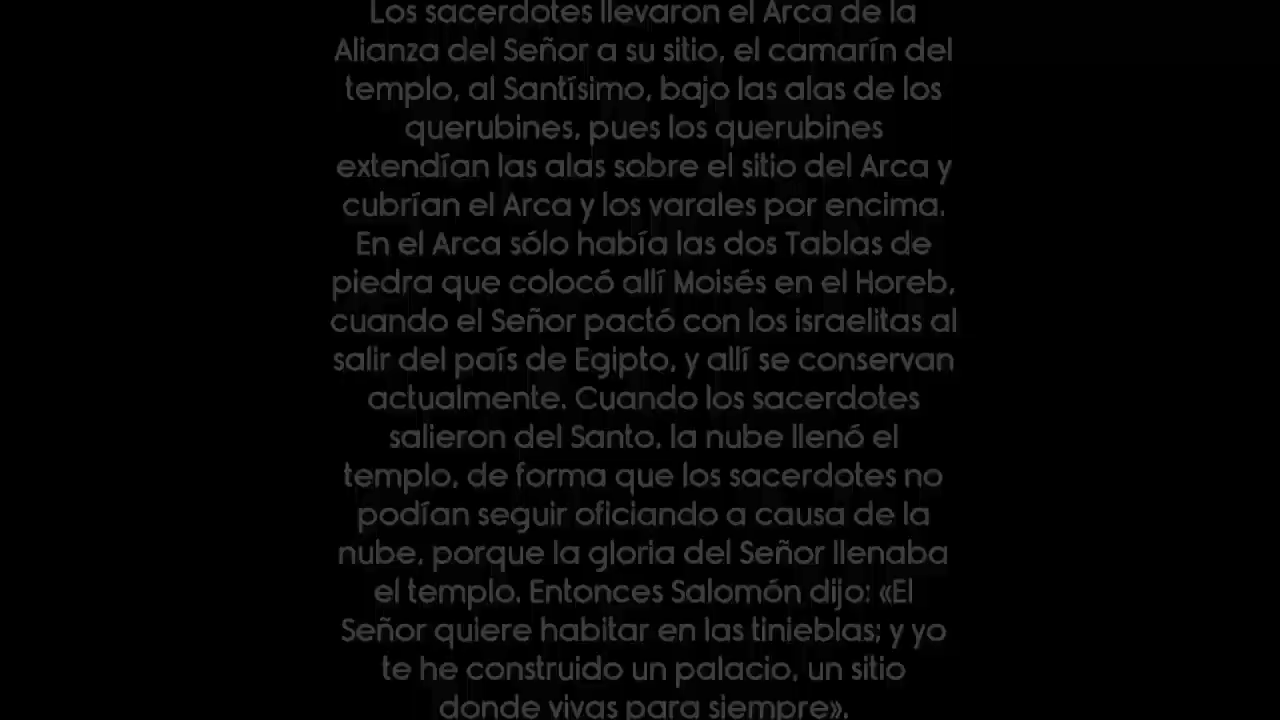 Los sacerdotes llevaron el Arca de la
Alianza del Señor a su sitio, el camarín del
templo, al Santísimo, bajo las alas de los
querubines, pues los querubines
extendían las alas sobre el sitio del Arca y
cubrían el Arca y los varales por encima.
En el Arca sólo había las dos Tablas de
piedra que colocó allí Moisés en el Horeb,
cuando el Señor pactó con los israelitas al
salir del país de Egipto, y allí se conservan
actualmente. Cuando los sacerdotes
salieron del Santo, la nube llenó el
templo, de forma que los sacerdotes no
podían seguir oficiando a causa de la
nube, porque la gloria del Señor llenaba
el templo. Entonces Salomón dijo: «El
Señor quiere habitar en las tinieblas; y yo
te he construido un palacio, un sitio
donde vivas para siempre».